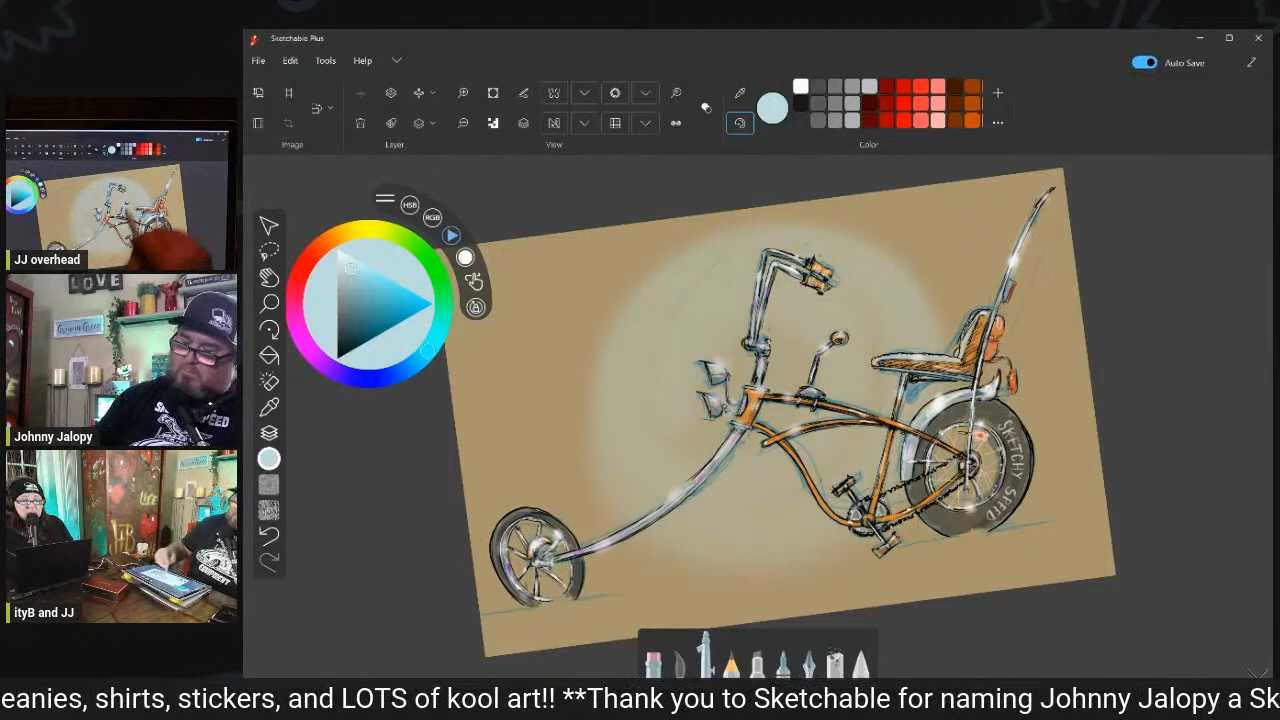 Sketchable Plus
File Edit Tools Help
Auto Save
Image Layer View Color
HSB
RGB
JJ overhead
LOVE
Johnny Jalopy
ityB and JJ
SKETCHY SPEED
eanies, shirts, stickers, and LOTS of kool art!! **Thank you to Sketchable for naming Johnny Jalopy a Sk